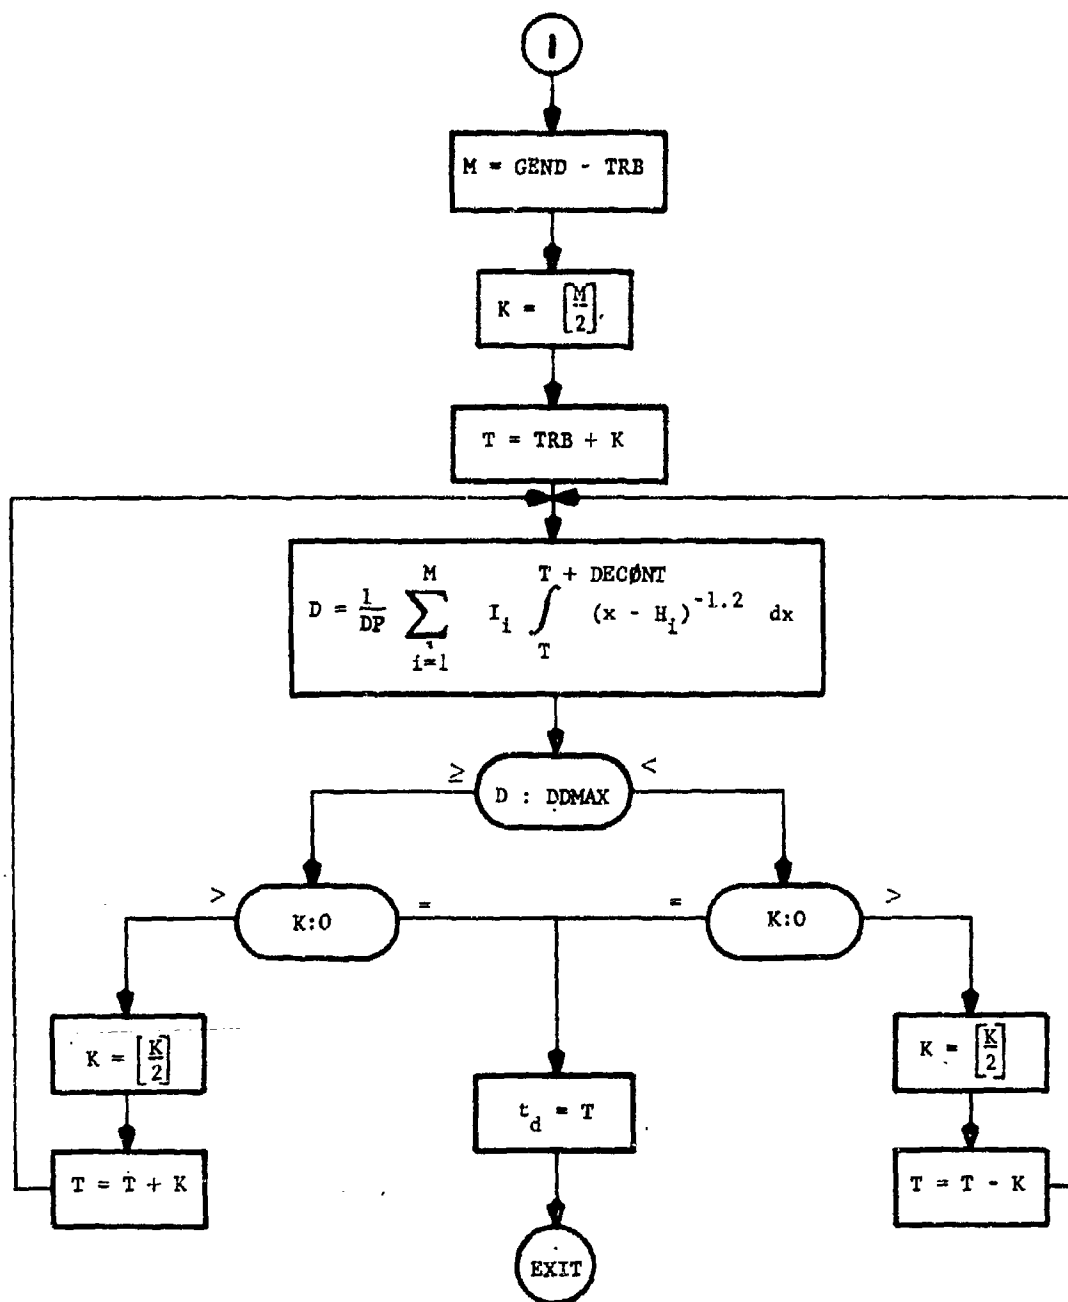 1
M = GEND - TRB
K = [M/2],
T = TRB + K
D = 1/DP ∑ i=1 M I_i ∫ T T + DECØNT (x - H_i)^-1.2 dx
≥
D : DDMAX
<
>
K:0
=
=
K:0
>
K = [K/2]
K = [K/2]
t_d = T
T = T + K
T = T - K
EXIT